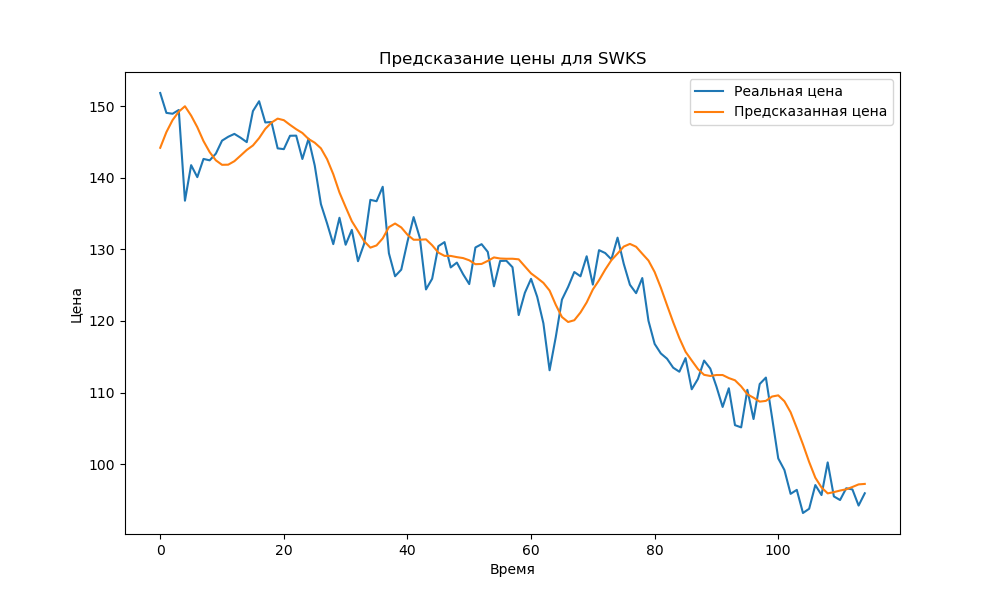 Предсказание цены для SWKS
Реальная цена
Предсказанная цена
Цена
150
140
130
120
110
100
0 20 40 60 80 100
Время